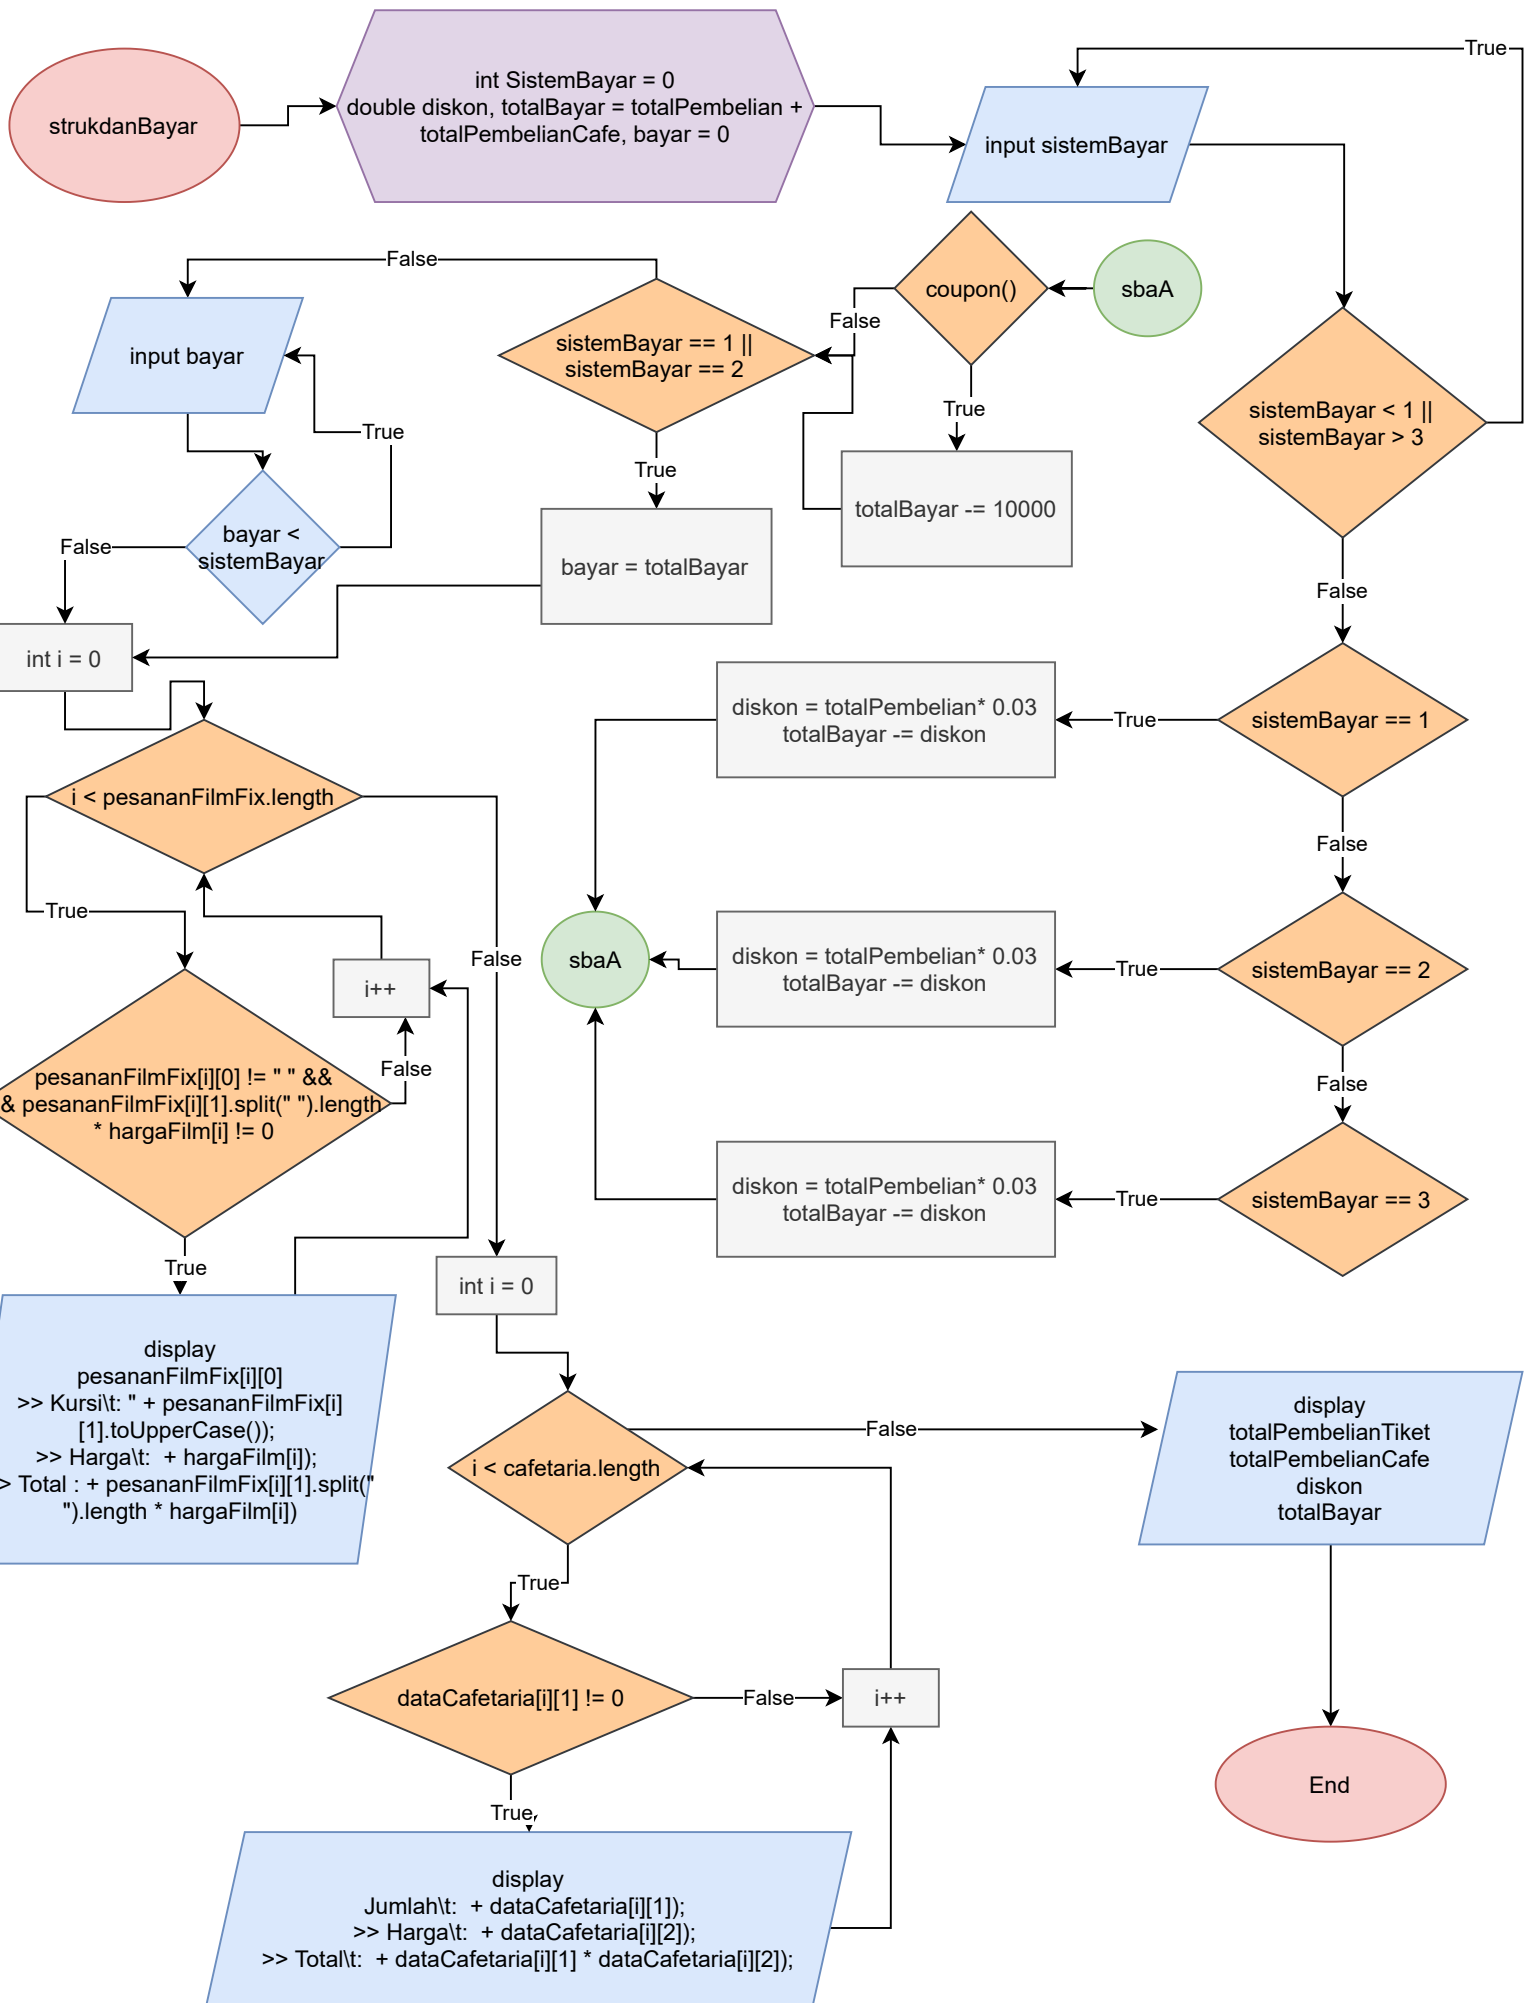 strukdanBayar
int SistemBayar = 0
double diskon, totalBayar = totalPembelian +
totalPembelianCafe, bayar = 0
input sistemBayar
True
sistemBayar < 1 ||
sistemBayar > 3
False
sbaA
coupon()
False
True
totalBayar -= 10000
sistemBayar == 1 ||
sistemBayar == 2
False
True
bayar = totalBayar
input bayar
True
bayar <
sistemBayar
False
int i = 0
sistemBayar == 1
True
diskon = totalPembelian* 0.03
totalBayar -= diskon
False
sistemBayar == 2
True
diskon = totalPembelian* 0.03
totalBayar -= diskon
False
sistemBayar == 3
True
diskon = totalPembelian* 0.03
totalBayar -= diskon
sbaA
i < pesananFilmFix.length
True
False
i++
False
pesananFilmFix[i][0] != " " &&
& pesananFilmFix[i][1].split(" ").length
* hargaFilm[i] != 0
True
display
pesananFilmFix[i][0]
>> Kursi\t: " + pesananFilmFix[i]
[1].toUpperCase());
>> Harga\t:  + hargaFilm[i]);
> Total : + pesananFilmFix[i][1].split("
").length * hargaFilm[i])
int i = 0
i < cafetaria.length
False
True
dataCafetaria[i][1] != 0
False
i++
True
display
Jumlah\t:  + dataCafetaria[i][1]);
>> Harga\t:  + dataCafetaria[i][2]);
>> Total\t:  + dataCafetaria[i][1] * dataCafetaria[i][2]);
display
totalPembelianTiket
totalPembelianCafe
diskon
totalBayar
End